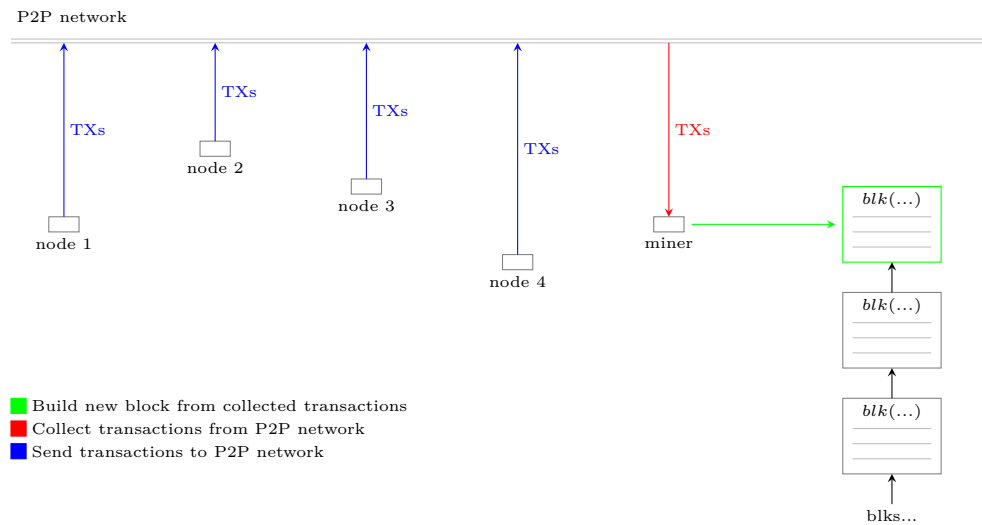 P2P network
TXs
TXs
TXs
TXs
TXs
node 1
node 2
node 3
node 4
miner
blk(...)
blk(...)
blk(...)
blks...
Build new block from collected transactions
Collect transactions from P2P network
Send transactions to P2P network